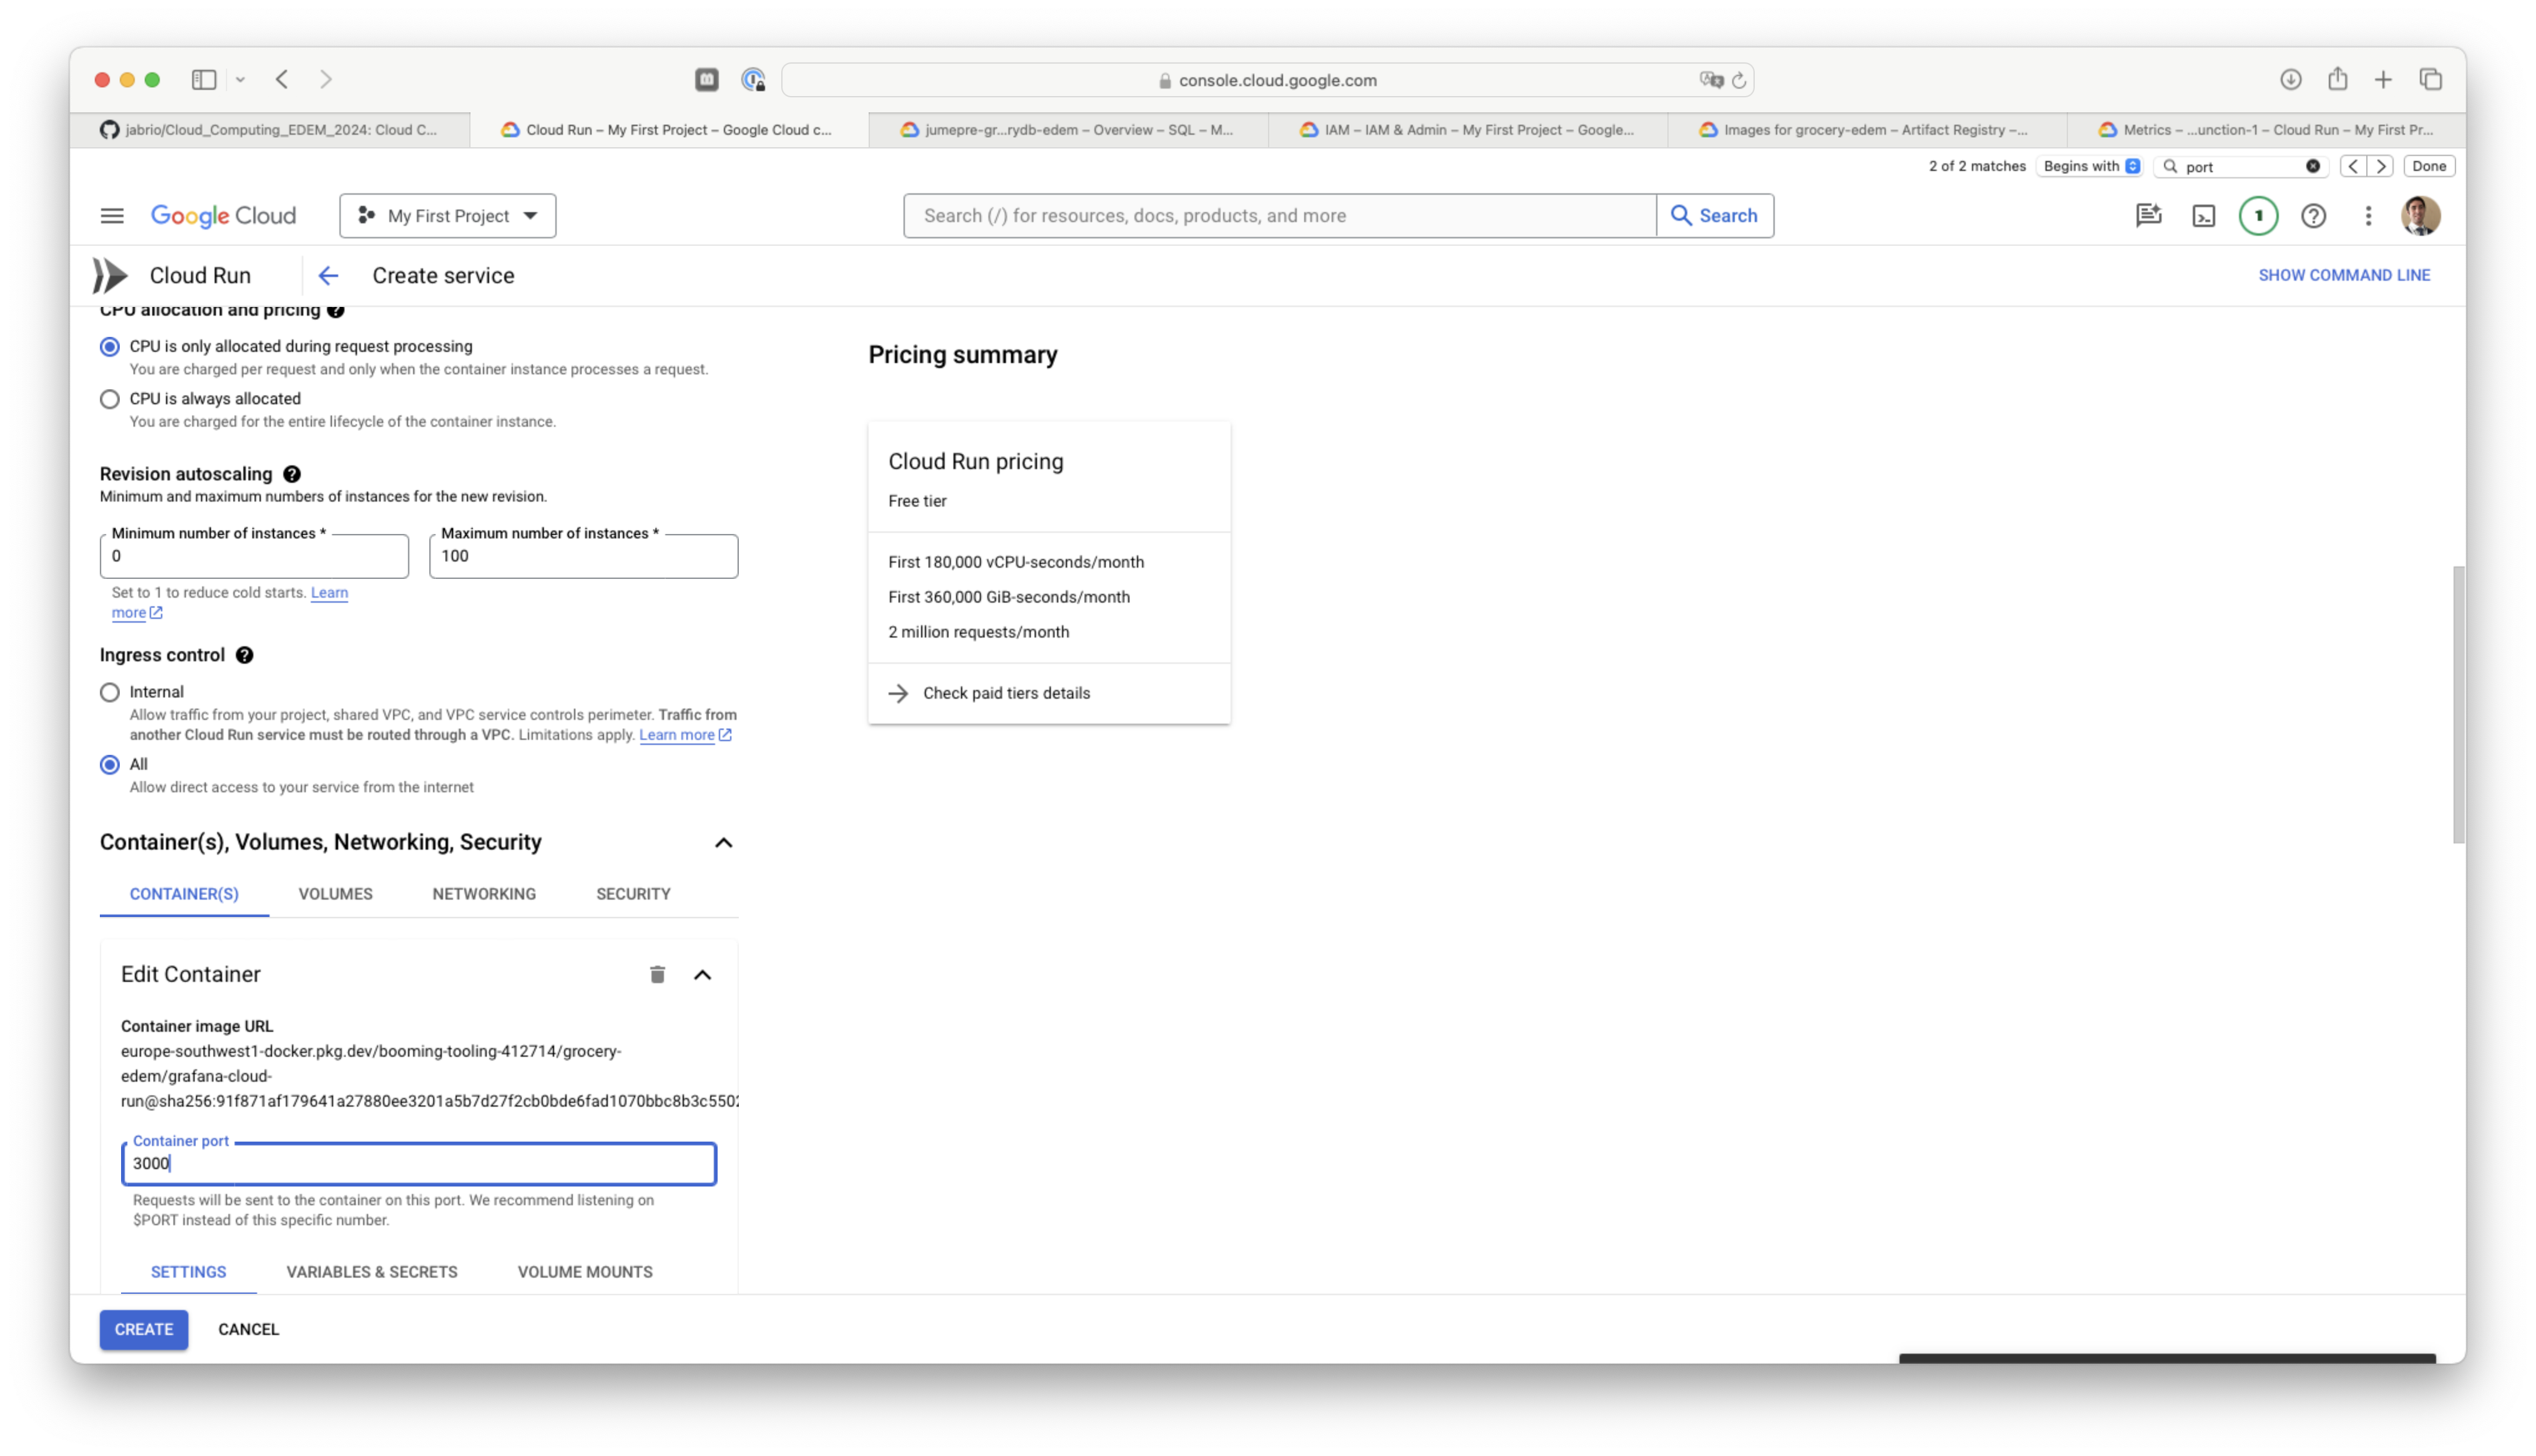 console.cloud.google.com
jabrio/Cloud_Computing_EDEM_2024: Cloud C...
Cloud Run – My First Project – Google Cloud c...
jumepre-gr...rydb-edem – Overview – SQL – M...
IAM – IAM & Admin – My First Project – Google...
Images for grocery-edem – Artifact Registry –...
Metrics – ...unction-1 – Cloud Run – My First Pr...
2 of 2 matches
Begins with
port
Done
Google Cloud
My First Project
Search (/) for resources, docs, products, and more
Search
1
Cloud Run
Create service
SHOW COMMAND LINE
CPU allocation and pricing
CPU is only allocated during request processing
You are charged per request and only when the container instance processes a request.
CPU is always allocated
You are charged for the entire lifecycle of the container instance.
Revision autoscaling
Minimum and maximum numbers of instances for the new revision.
Minimum number of instances *
0
Maximum number of instances *
100
Set to 1 to reduce cold starts. Learn
more
Ingress control
Internal
Allow traffic from your project, shared VPC, and VPC service controls perimeter. Traffic from
another Cloud Run service must be routed through a VPC. Limitations apply. Learn more
All
Allow direct access to your service from the internet
Container(s), Volumes, Networking, Security
CONTAINER(S)
VOLUMES
NETWORKING
SECURITY
Edit Container
Container image URL
europe-southwest1-docker.pkg.dev/booming-tooling-412714/grocery-
edem/grafana-cloud-
run@sha256:91f871af179641a27880ee3201a5b7d27f2cb0bde6fad1070bbc8b3c5502
Container port
3000
Requests will be sent to the container on this port. We recommend listening on
$PORT instead of this specific number.
SETTINGS
VARIABLES & SECRETS
VOLUME MOUNTS
CREATE
CANCEL
Pricing summary
Cloud Run pricing
Free tier
First 180,000 vCPU-seconds/month
First 360,000 GiB-seconds/month
2 million requests/month
Check paid tiers details